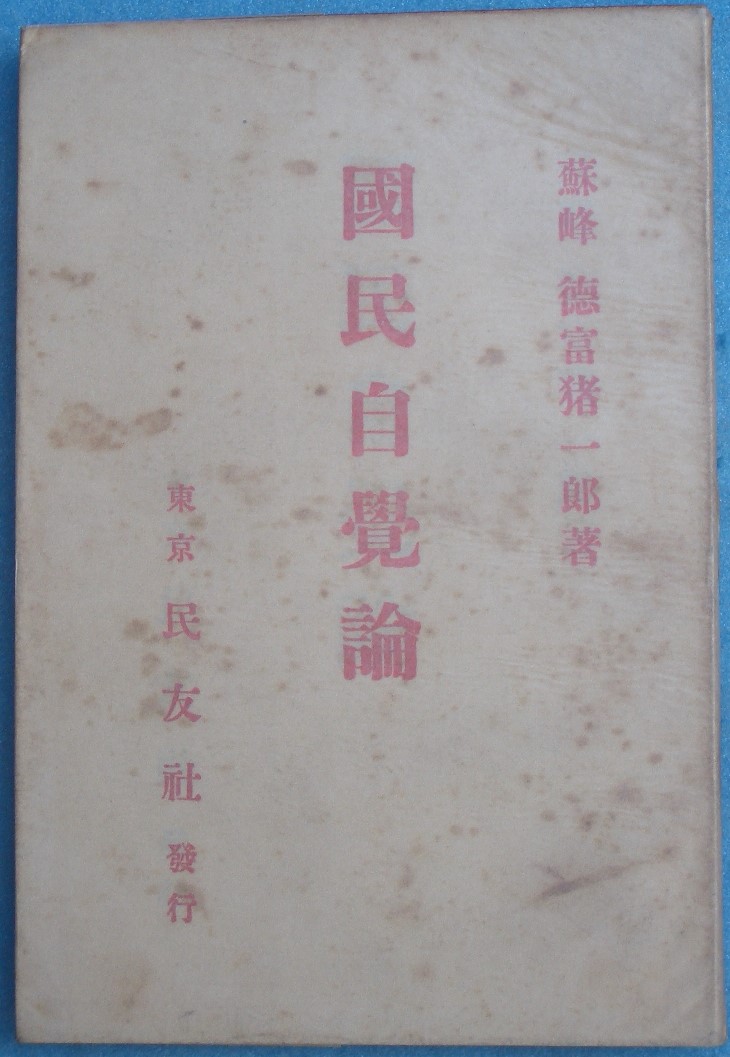 蘇峰 德富猪一郎著
國民自覺論
東京 民友社 發行